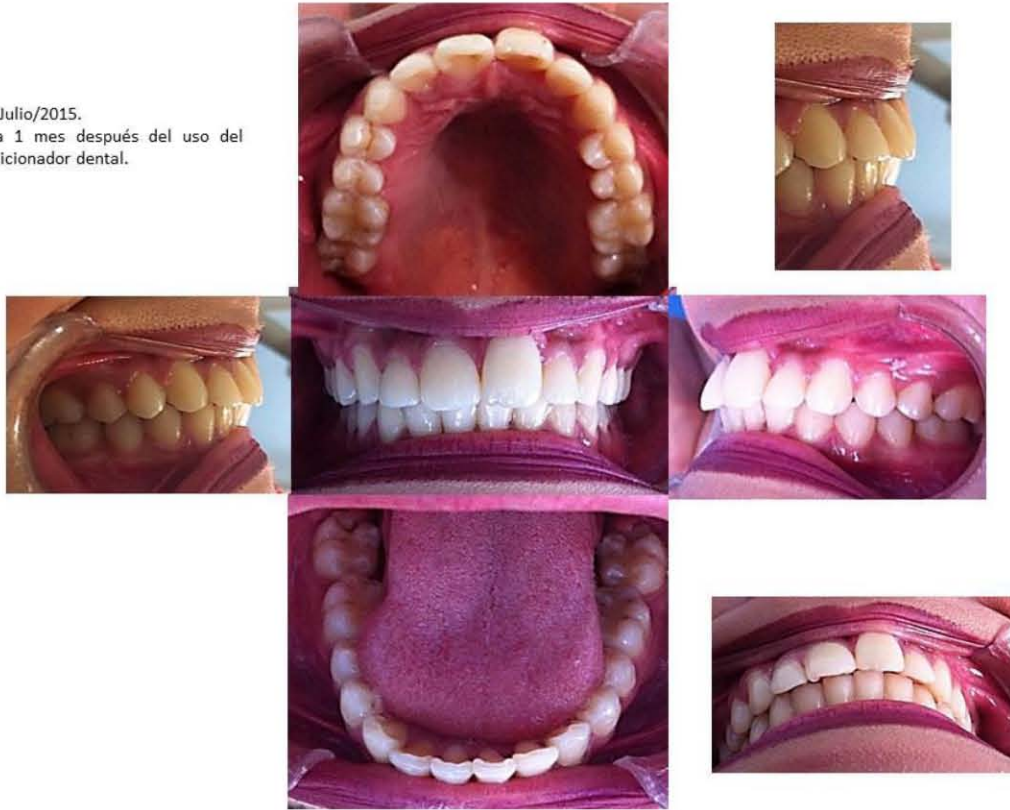 Julio/2015.
1 mes después del uso del
icionador dental.